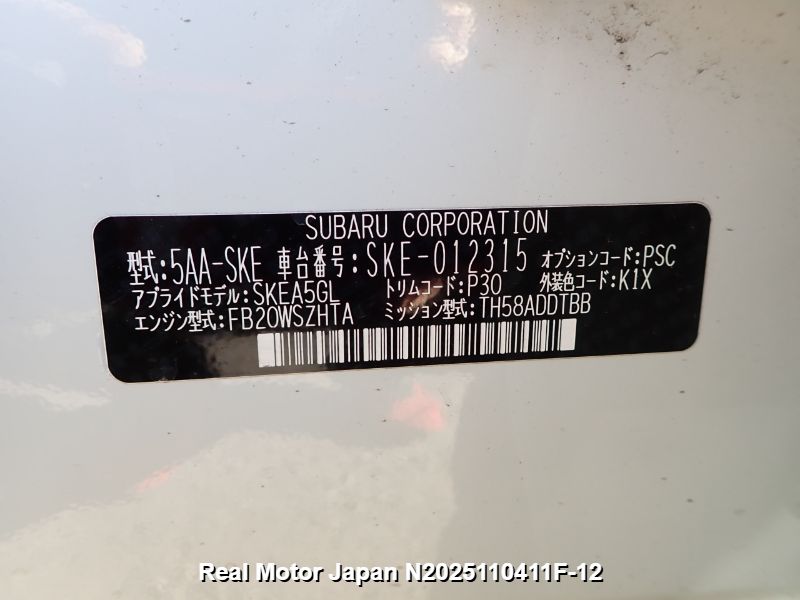 SUBARU CORPORATION
型式:5AA-SKE 車台番号:SKE-012315 オプションコード:PSC
アプライドモデル:SKEA5GL トリムコード:P30 外装色コード:K1X
エンジン型式:FB20WSZHTA ミッション型式:TH58ADDTBB
Real Motor Japan N2025110411F-12